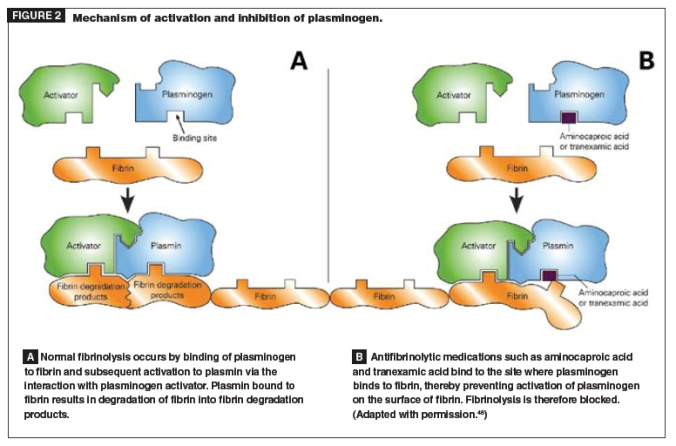 FIGURE 2 Mechanism of activation and inhibition of plasminogen.
A
Activator
Plasminogen
Binding site
Fibrin
Activator
Plasmin
Fibrin degradation
products
Fibrin degradation
products
Fibrin
B
Activator
Plasminogen
Aminocaproic acid
or tranexamic acid
Fibrin
Activator
Plasmin
Fibrin
Fibrin
Aminocaproic acid
or tranexamic acid
A Normal fibrinolysis occurs by binding of plasminogen
to fibrin and subsequent activation to plasmin via the
interaction with plasminogen activator. Plasmin bound to
fibrin results in degradation of fibrin into fibrin degradation
products.
B Antifibrinolytic medications such as aminocaproic acid
and tranexamic acid bind to the site where plasminogen
binds to fibrin, thereby preventing activation of plasminogen
on the surface of fibrin. Fibrinolysis is therefore blocked.
(Adapted with permission.⁴⁸)